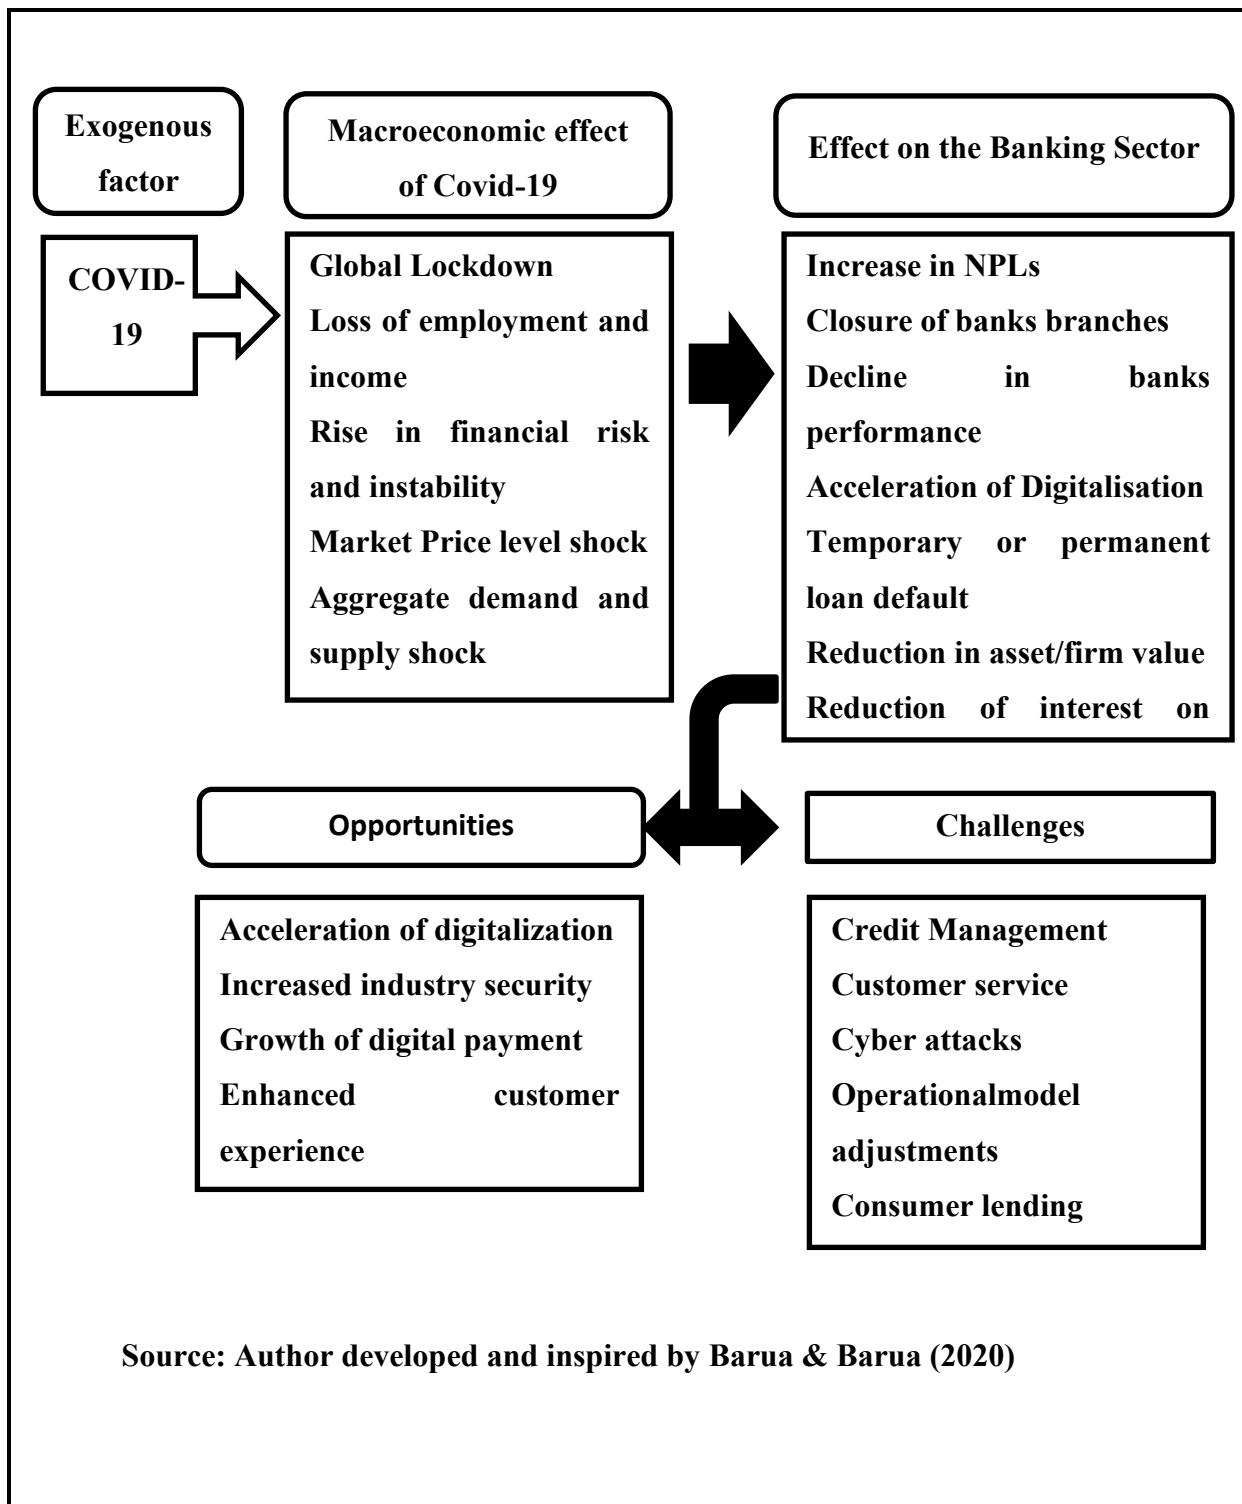 Exogenous
factor
Macroeconomic effect
of Covid-19
Effect on the Banking Sector
COVID-
19
Global Lockdown
Loss of employment and
income
Rise in financial risk
and instability
Market Price level shock
Aggregate demand and
supply shock
Increase in NPLs
Closure of banks branches
Decline in banks
performance
Acceleration of Digitalisation
Temporary or permanent
loan default
Reduction in asset/firm value
Reduction of interest on
Opportunities
Challenges
Acceleration of digitalization
Increased industry security
Growth of digital payment
Enhanced customer
experience
Credit Management
Customer service
Cyber attacks
Operationalmodel
adjustments
Consumer lending
Source: Author developed and inspired by Barua & Barua (2020)